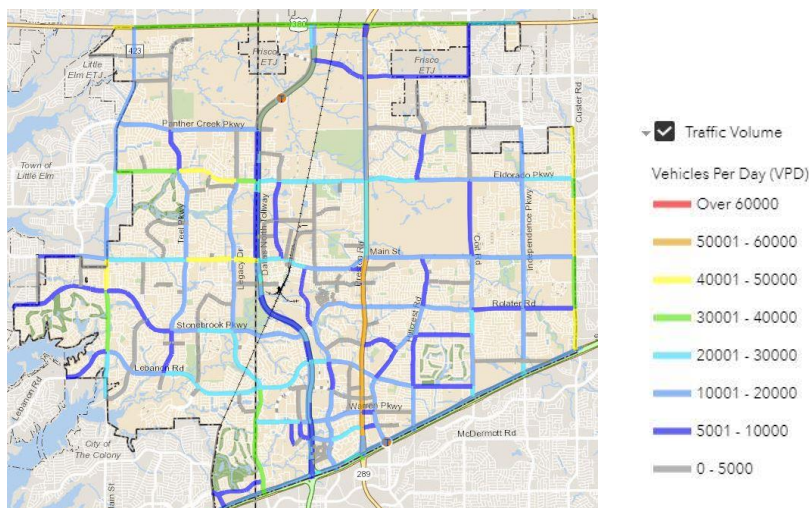 380
423
Little
Elm ETJ
Frisco
ETJ
Frisco
ETJ
Custer Rd
Panther Creek Pkwy
Town of
Little Elm
Eldorado Pkwy
Teel Pkwy
Legacy Dr
Dallas North Tollway
Preston Rd
Main St
Coit Rd
Independence Pkwy
Hillcrest Rd
Rolater Rd
Stonebrook Pkwy
Lebanon Rd
Lebanon Rd
Warren Pkwy
McDermott Rd
City of
The Colony
Main St
289
Traffic Volume
Vehicles Per Day (VPD)
Over 60000
50001 - 60000
40001 - 50000
30001 - 40000
20001 - 30000
10001 - 20000
5001 - 10000
0 - 5000